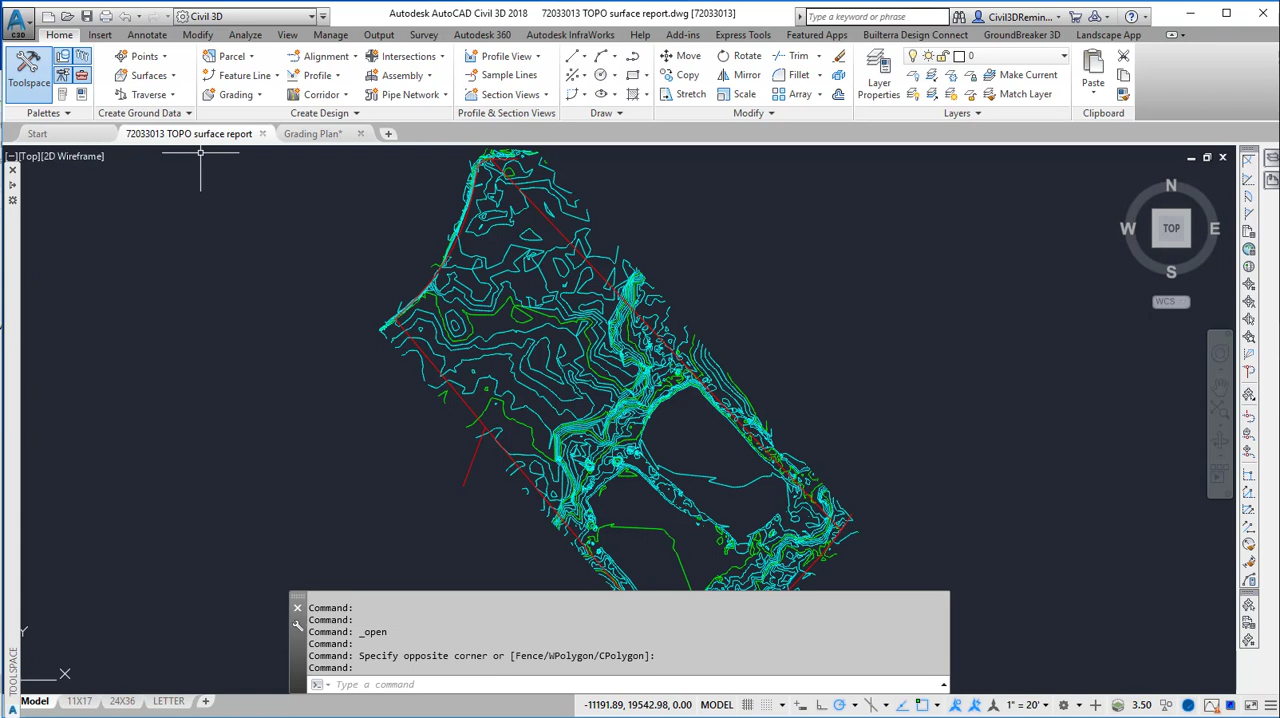 Civil 3D
Autodesk AutoCAD Civil 3D 2018 72033013 TOPO surface report.dwg [72033013]
Type a keyword or phrase
Civil3DRemin...
C3D
Home Insert Annotate Modify Analyze View Manage Output Survey Autodesk 360 Autodesk InfraWorks Help Add-ins Express Tools Featured Apps Builterra Design Connect GroundBreaker 3D Landscape App
Toolspace
Points
Surfaces
Traverse
Parcel
Feature Line
Grading
Alignment
Profile
Corridor
Intersections
Assembly
Pipe Network
Profile View
Sample Lines
Section Views
Move
Copy
Stretch
Rotate
Mirror
Scale
Trim
Fillet
Array
Layer
Properties
0
Make Current
Match Layer
Paste
Palettes Create Ground Data Create Design Profile & Section Views Draw Modify Layers Clipboard
Start 72033013 TOPO surface report Grading Plan*
[−][Top][2D Wireframe]
N
W TOP E
S
WCS
Command:
Command:
Command: _open
Command:
Command: Specify opposite corner or [Fence/WPolygon/CPolygon]:
Command:
Type a command
Y
X
TOOLSPACE
Model 11X17 24X36 LETTER
-11191.89, 19542.98, 0.00 MODEL 1" = 20' 3.50